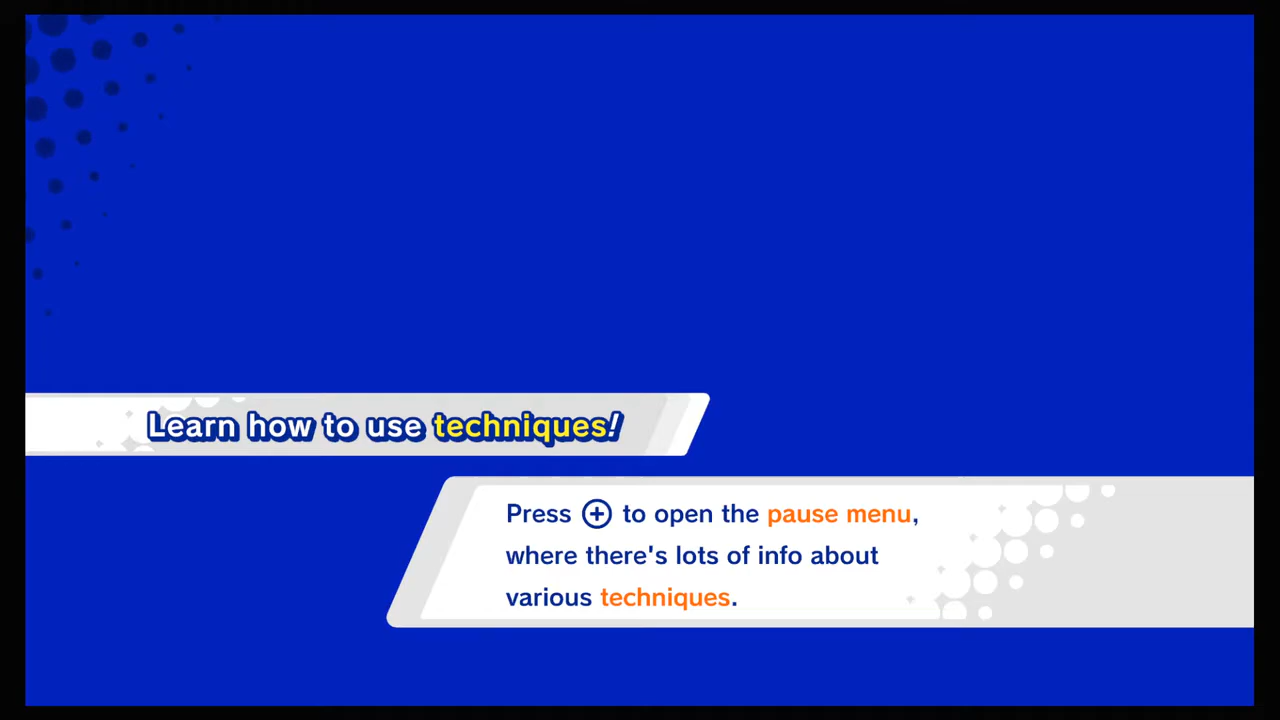 Learn how to use techniques!
Press ⊕ to open the pause menu,
where there's lots of info about
various techniques.